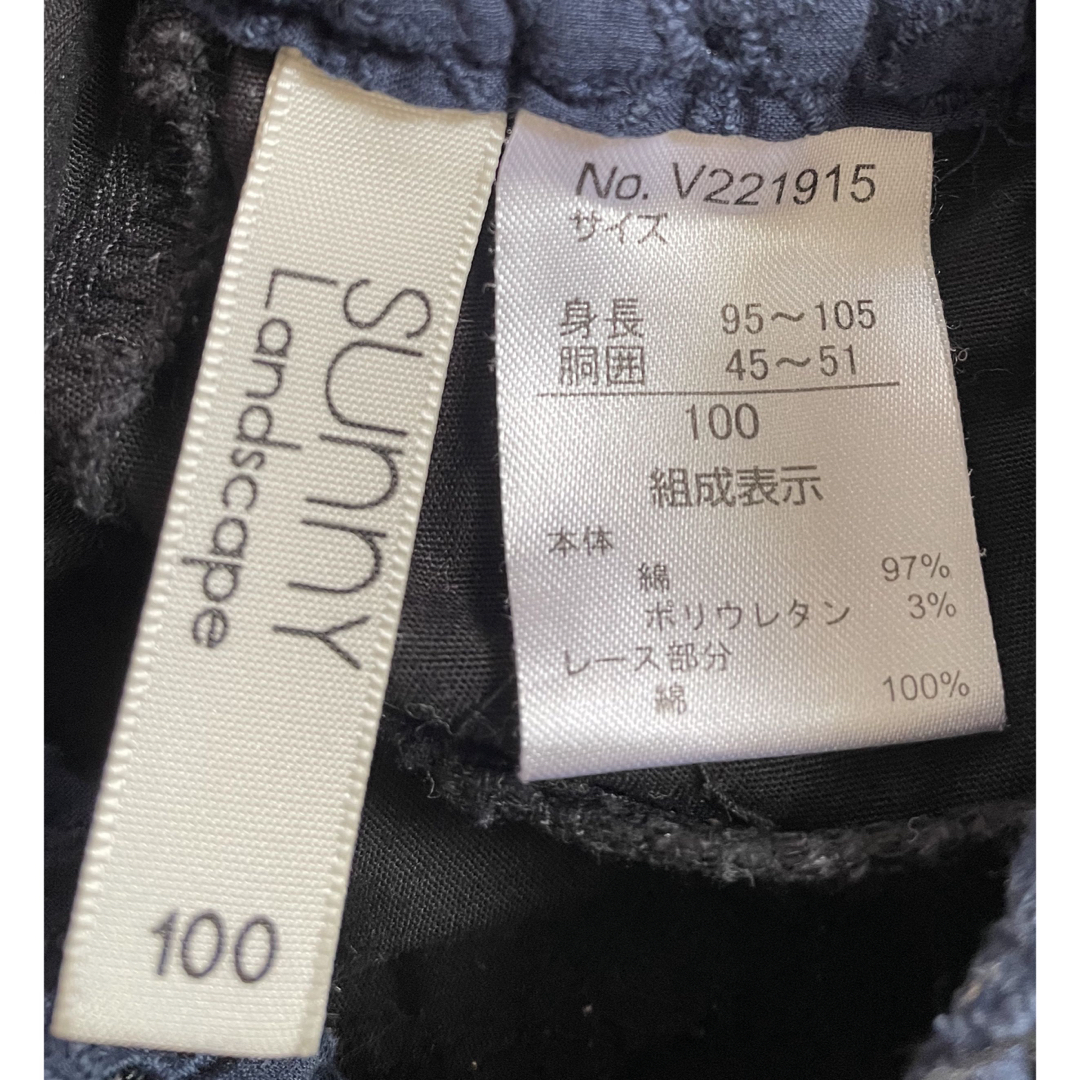 SUNNY
Landscape
100
No. V221915
サイズ
身長 95～105
胴囲 45～51
100
組成表示
本体
綿 97%
ポリウレタン 3%
レース部分
綿 100%